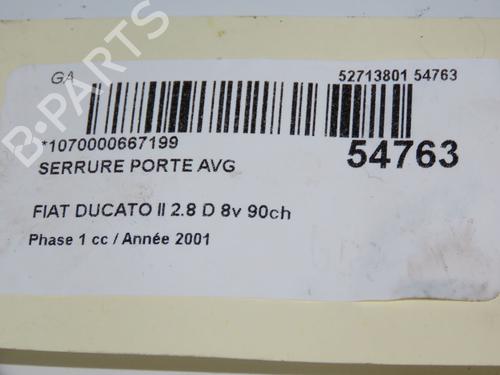 GA
52713801 54763
*1070000667199
54763
SERRURE PORTE AVG
FIAT DUCATO II 2.8 D 8v 90ch
Phase 1 cc / Année 2001
B-PARTS